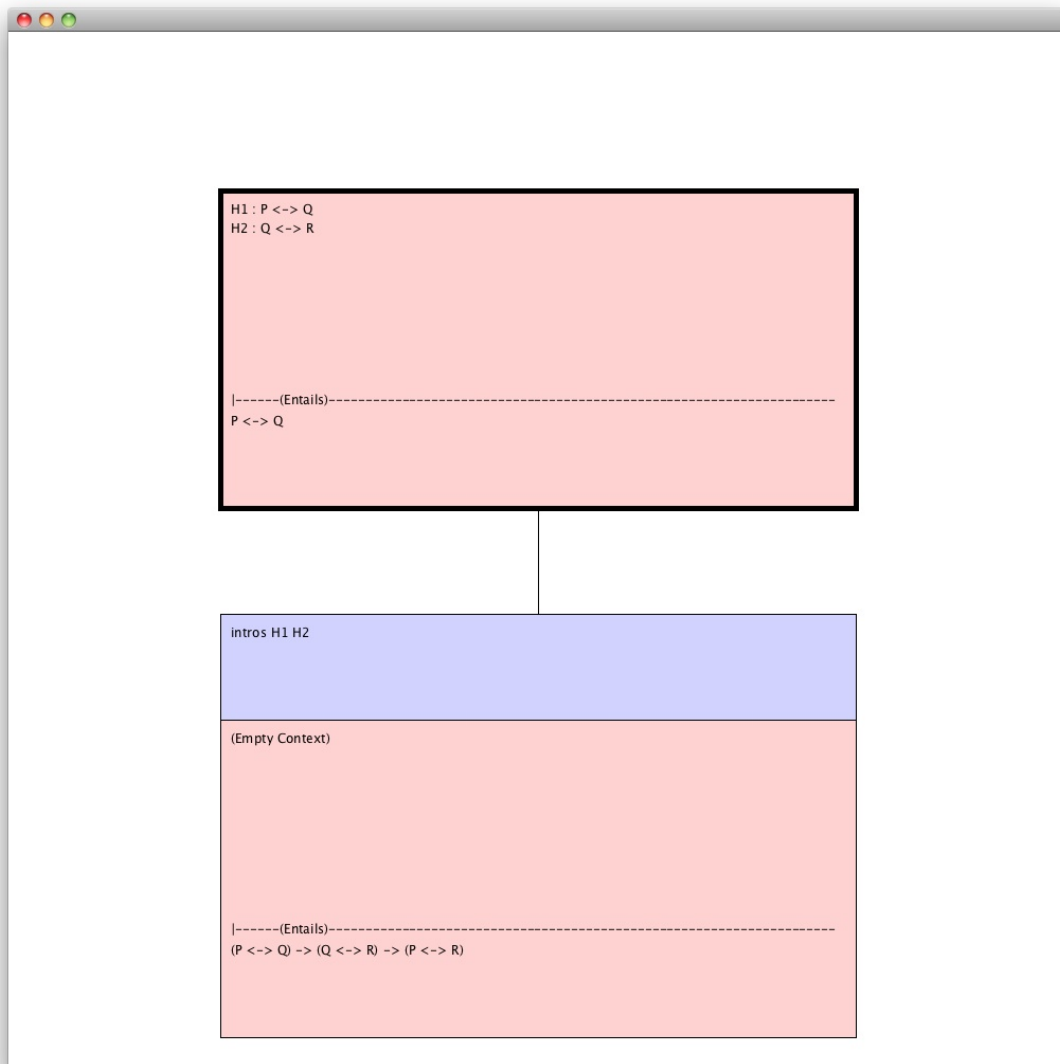 H1 : P <-> Q
H2 : Q <-> R
|------(Entails)---------------------------------------------------------------------
P <-> Q
intros H1 H2
(Empty Context)
|------(Entails)---------------------------------------------------------------------
(P <-> Q) -> (Q <-> R) -> (P <-> R)